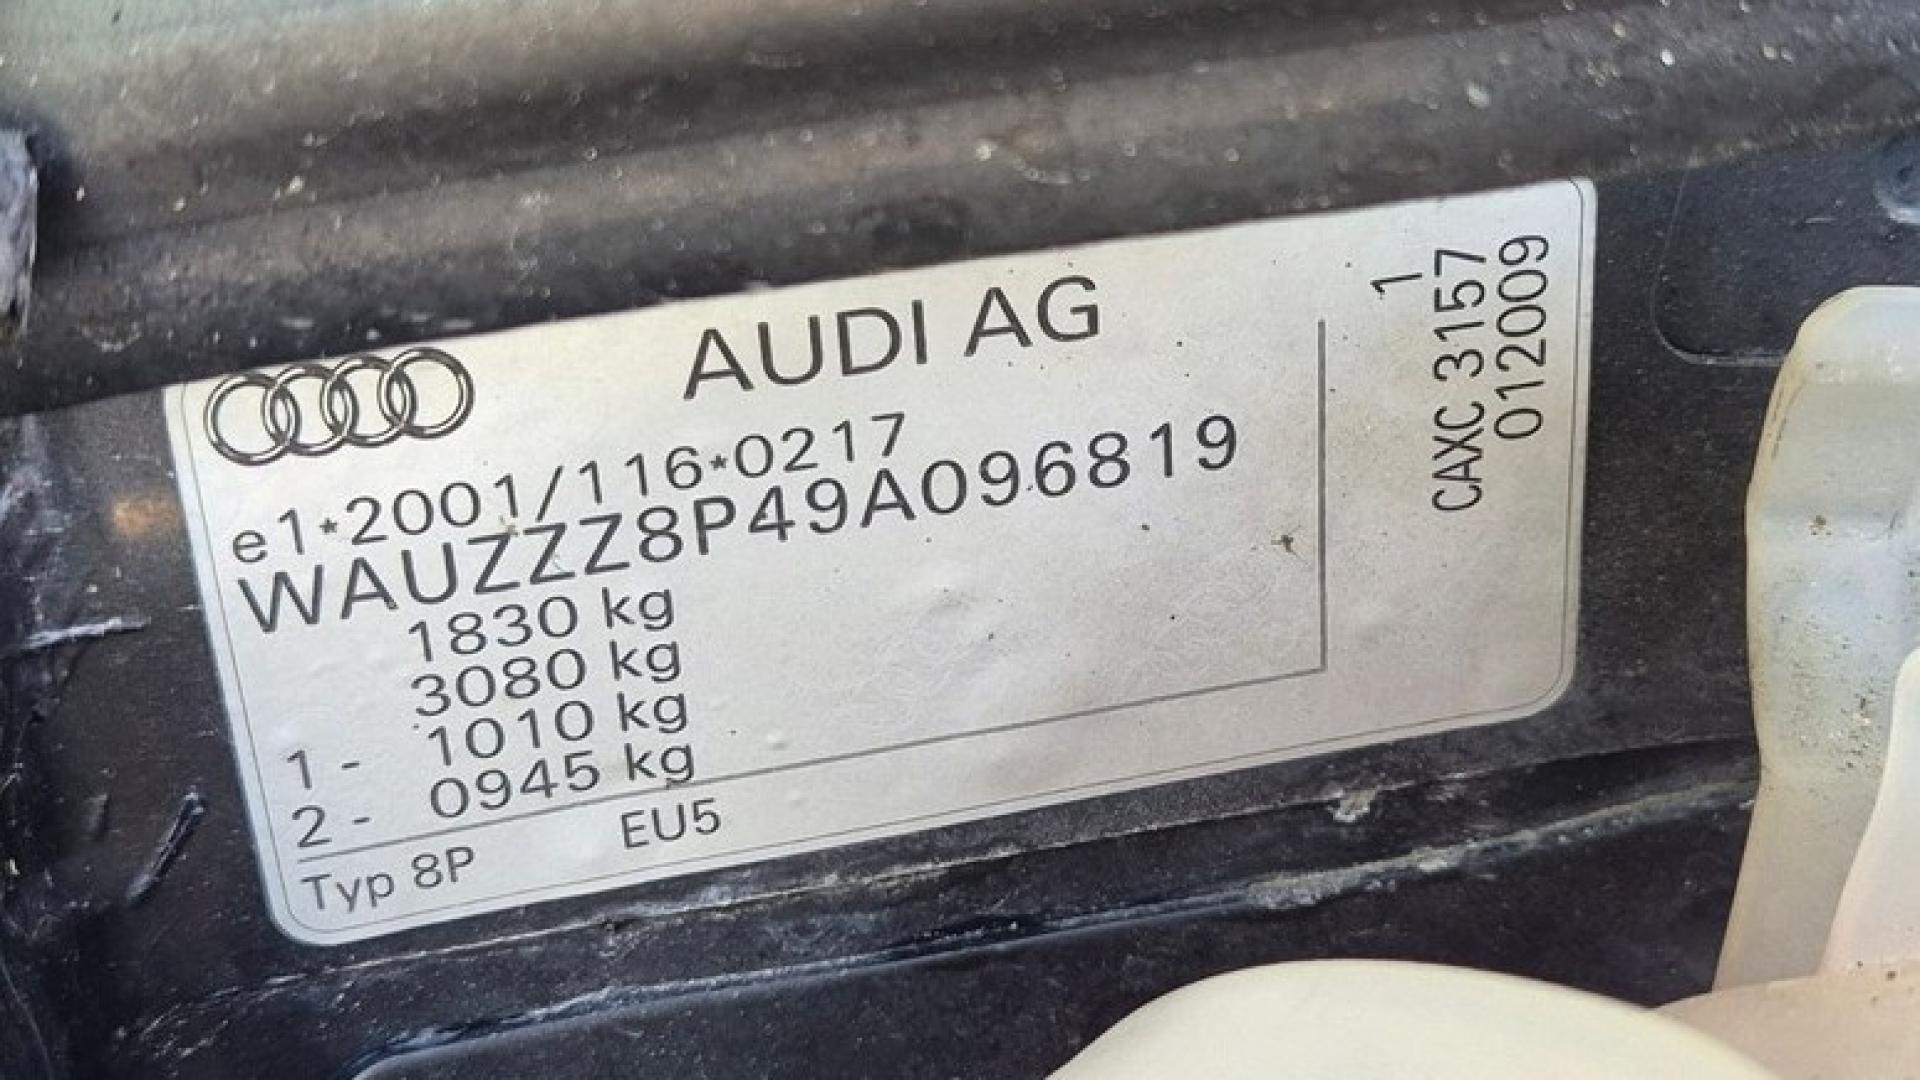 AUDI AG
e1*2001/116*0217
WAUZZZ8P49A096819
1830 kg
3080 kg
1 - 1010 kg
2 - 0945 kg
Typ 8P EU5
1
CAXC 3157
012009